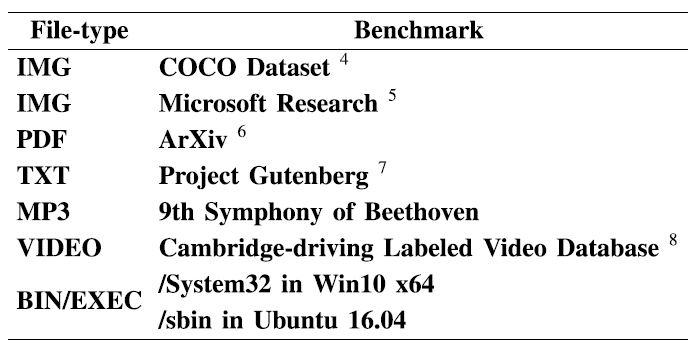 File-type Benchmark
IMG COCO Dataset 4
IMG Microsoft Research 5
PDF ArXiv 6
TXT Project Gutenberg 7
MP3 9th Symphony of Beethoven
VIDEO Cambridge-driving Labeled Video Database 8
BIN/EXEC /System32 in Win10 x64
/sbin in Ubuntu 16.04